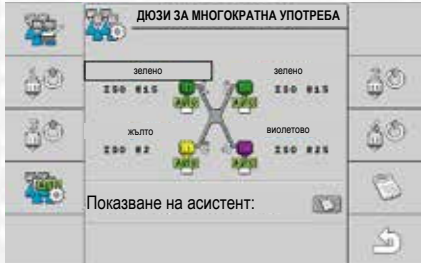 ДЮЗИ ЗА МНОГОКРАТНА УПОТРЕБА
зелено зелено
ISO 015 ISO 015
жълто виолетово
ISO 02 ISO 025
Показване на асистент: